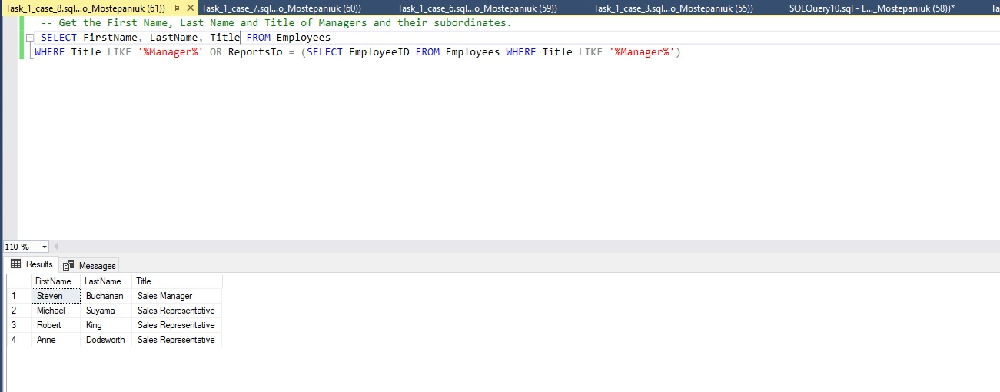 Task_1_case_8.sql...o_Mostepaniuk (61)) Task_1_case_7.sql...o_Mostepaniuk (60)) Task_1_case_6.sql...o_Mostepaniuk (59)) Task_1_case_3.sql...o_Mostepaniuk (55)) SQLQuery10.sql - E..._Mostepaniuk (58))* Ta
-- Get the First Name, Last Name and Title of Managers and their subordinates.
SELECT FirstName, LastName, Title FROM Employees
WHERE Title LIKE '%Manager%' OR ReportsTo = (SELECT EmployeeID FROM Employees WHERE Title LIKE '%Manager%')
110 %
Results Messages
FirstName LastName Title
1 Steven Buchanan Sales Manager
2 Michael Suyama Sales Representative
3 Robert King Sales Representative
4 Anne Dodsworth Sales Representative